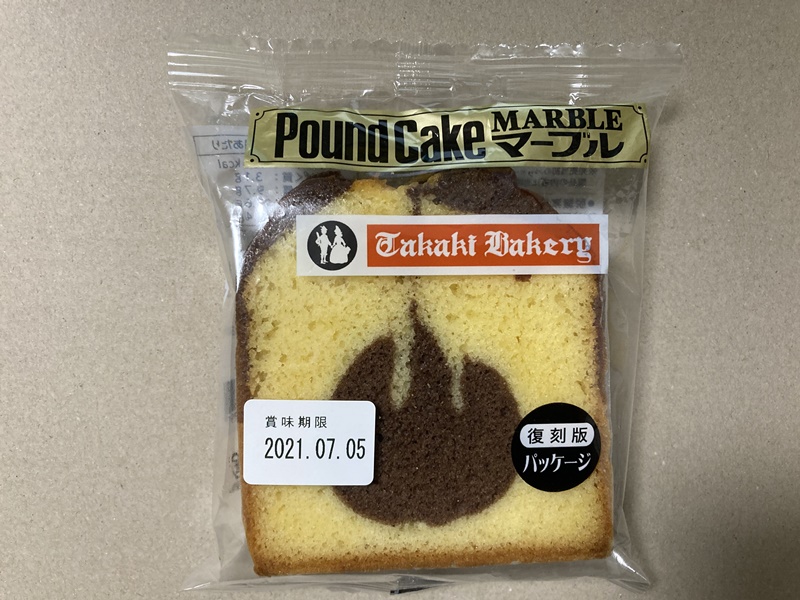 Pound Cake MARBLE
マーブル
Takaki Bakery
賞味期限
2021.07.05
復刻版
パッケージ